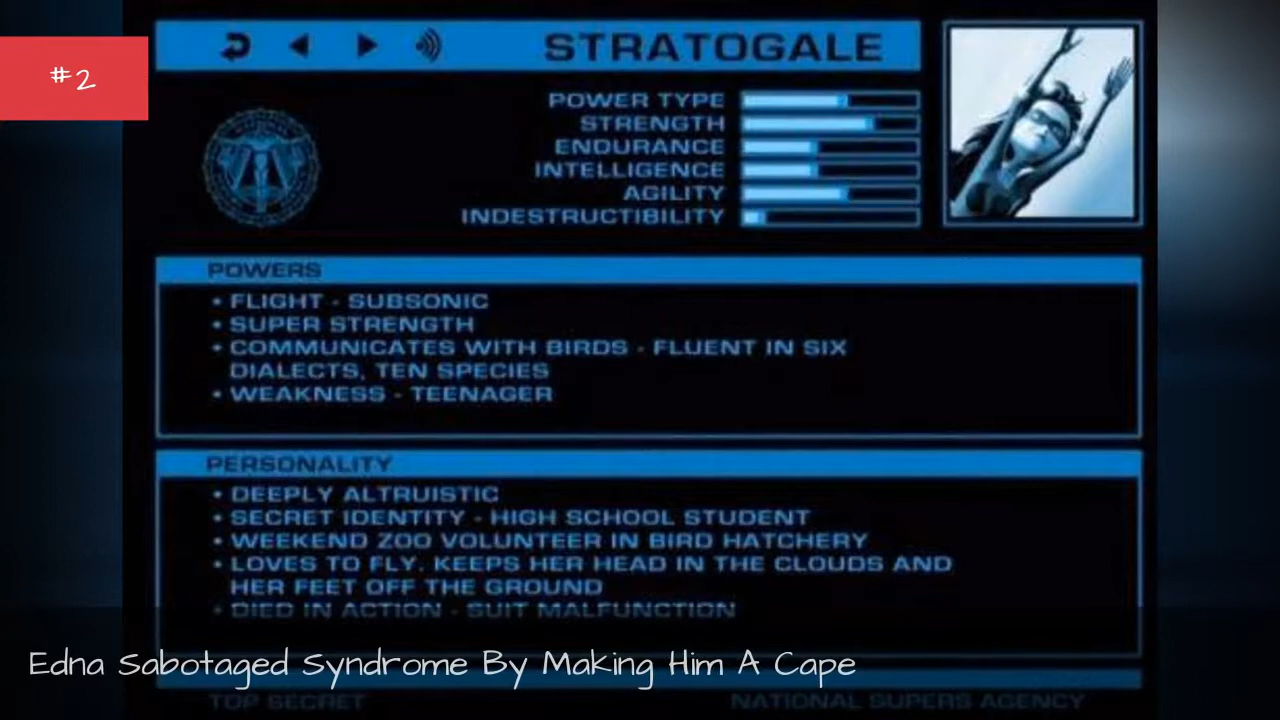 #2
STRATOGALE
POWER TYPE
STRENGTH
ENDURANCE
INTELLIGENCE
AGILITY
INDESTRUCTIBILITY
POWERS
• FLIGHT - SUBSONIC
• SUPER STRENGTH
• COMMUNICATES WITH BIRDS - FLUENT IN SIX
DIALECTS, TEN SPECIES
• WEAKNESS - TEENAGER
PERSONALITY
• DEEPLY ALTRUISTIC
• SECRET IDENTITY - HIGH SCHOOL STUDENT
• WEEKEND ZOO VOLUNTEER IN BIRD HATCHERY
• LOVES TO FLY. KEEPS HER HEAD IN THE CLOUDS AND
HER FEET OFF THE GROUND
• DIED IN ACTION - SUIT MALFUNCTION
Edna Sabotaged Syndrome By Making Him A Cape
TOP SECRET
NATIONAL SUPERS AGENCY